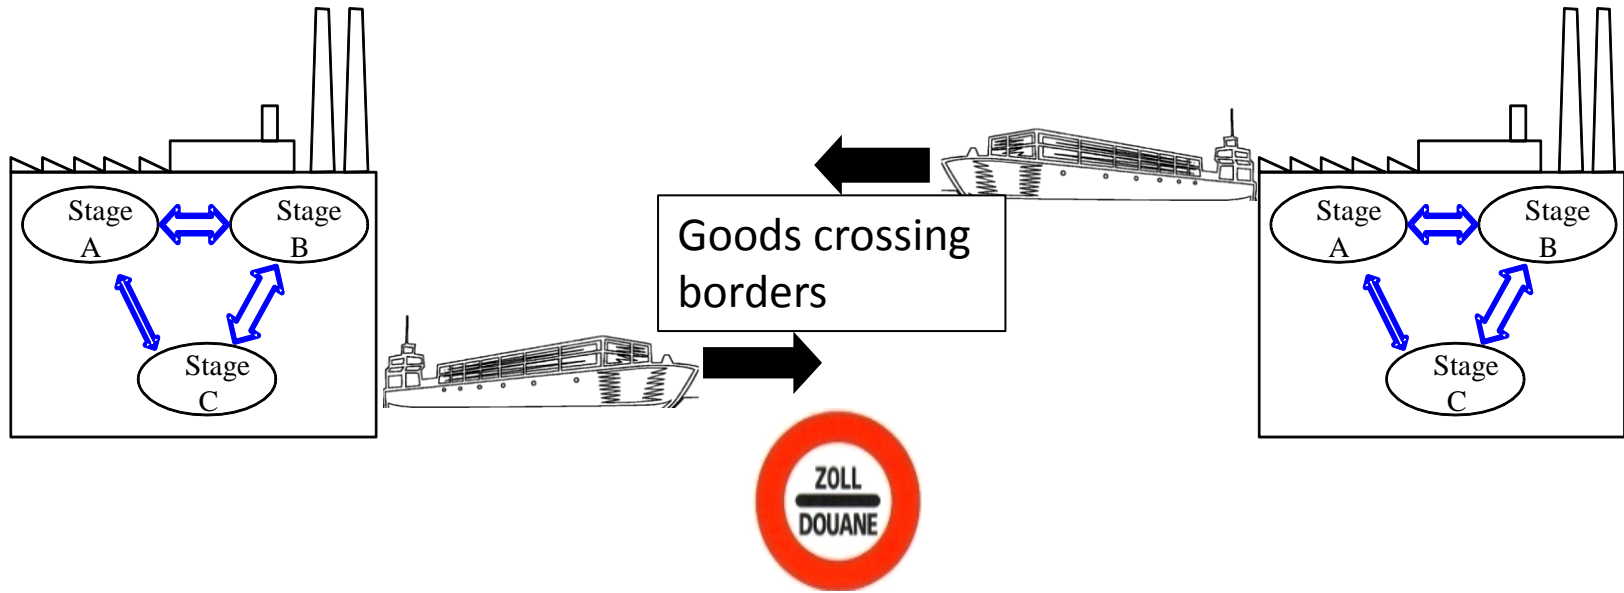 Stage
A
Stage
B
Stage
C
Goods crossing
borders
ZOLL
DOUANE
Stage
A
Stage
B
Stage
C